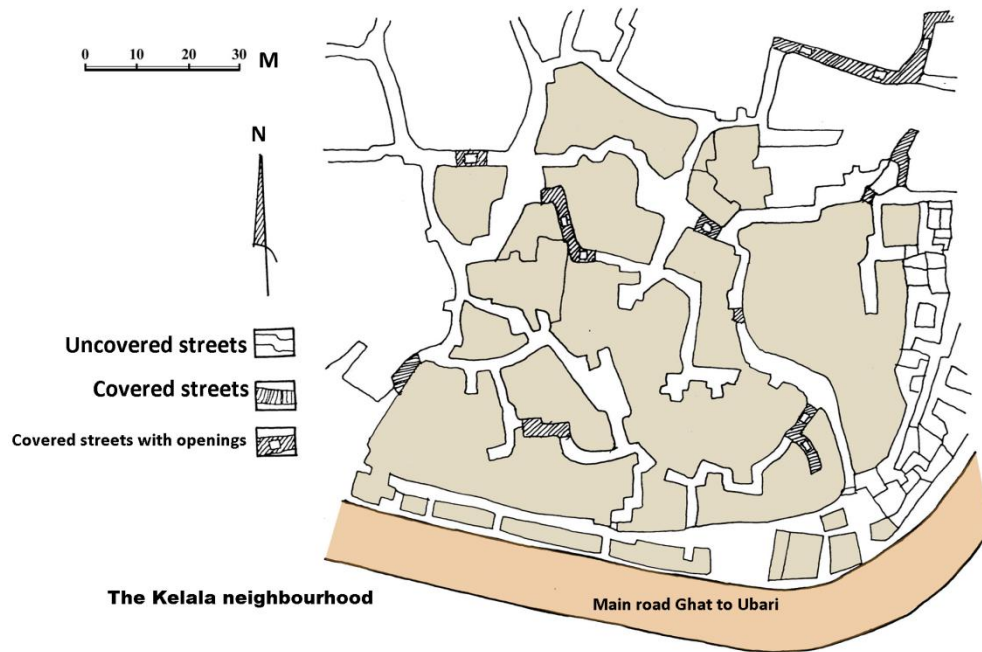 0 10 20 30 M
N
Uncovered streets
Covered streets
Covered streets with openings
The Kelala neighbourhood
Main road Ghat to Ubari